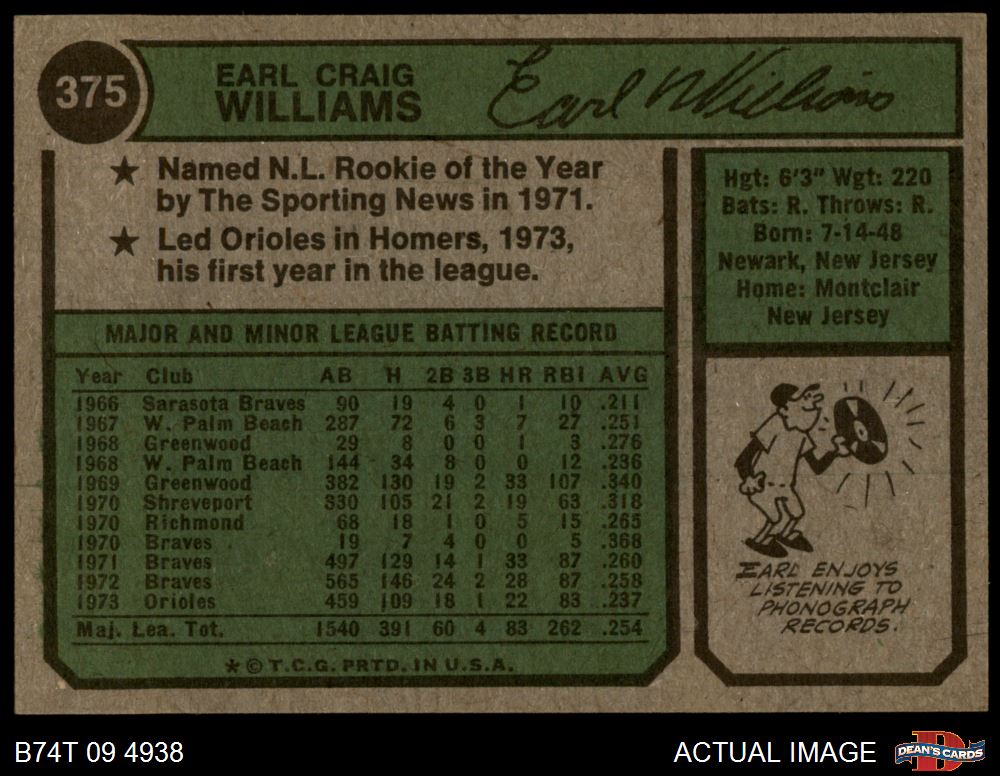 375
EARL CRAIG
WILLIAMS
Earl Williams
★ Named N.L. Rookie of the Year
by The Sporting News in 1971.
★ Led Orioles in Homers, 1973,
his first year in the league.
Hgt: 6'3" Wgt: 220
Bats: R. Throws: R.
Born: 7-14-48
Newark, New Jersey
Home: Montclair
New Jersey
MAJOR AND MINOR LEAGUE BATTING RECORD
Year Club AB H 2B 3B HR RBI AVG
1966 Sarasota Braves 90 19 4 0 1 10 .211
1967 W. Palm Beach 287 72 6 3 7 27 .251
1968 Greenwood 29 8 0 0 1 3 .276
1968 W. Palm Beach 144 34 8 0 0 12 .236
1969 Greenwood 382 130 19 2 33 107 .340
1970 Shreveport 330 105 21 2 19 63 .318
1970 Richmond 68 18 1 0 5 15 .265
1970 Braves 19 7 4 0 0 5 .368
1971 Braves 497 129 14 1 33 87 .260
1972 Braves 565 146 24 2 28 87 .258
1973 Orioles 459 109 18 1 22 83 .237
Maj. Lea. Tot. 1540 391 60 4 83 262 .254
★ © T.C.G. PRTD. IN U.S.A.
EARL ENJOYS
LISTENING TO
PHONOGRAPH
RECORDS.
B74T 09 4938
ACTUAL IMAGE
DEAN'S CARDS